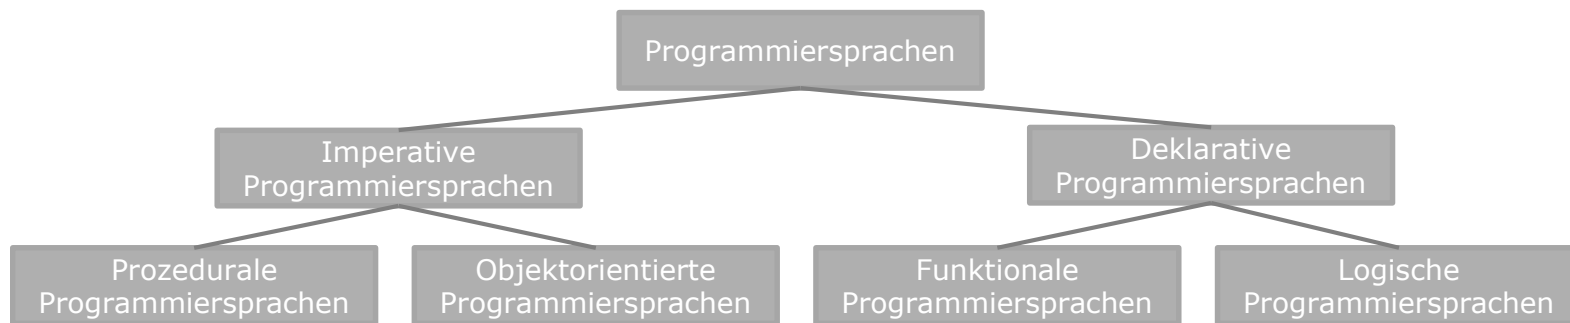 Programmiersprachen
Imperative
Programmiersprachen
Deklarative
Programmiersprachen
Prozedurale
Programmiersprachen
Objektorientierte
Programmiersprachen
Funktionale
Programmiersprachen
Logische
Programmiersprachen